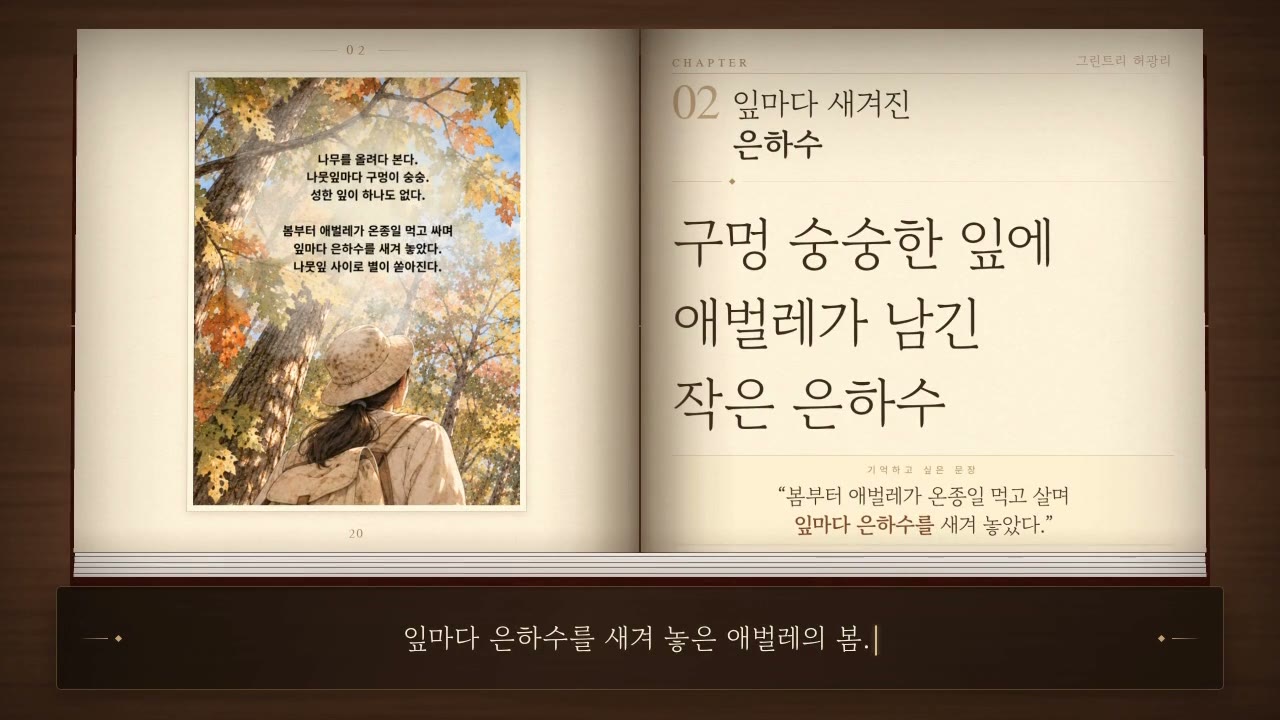 02
나무를 올려다 본다.
나뭇잎마다 구멍이 숭숭.
성한 잎이 하나도 없다.
봄부터 애벌레가 온종일 먹고 싸며
잎마다 은하수를 새겨 놓았다.
나뭇잎 사이로 별이 쏟아진다.
20
CHAPTER
그린트리 허광리
02 잎마다 새겨진
은하수
구멍 숭숭한 잎에
애벌레가 남긴
작은 은하수
기억하고 싶은 문장
“봄부터 애벌레가 온종일 먹고 살며
잎마다 은하수를 새겨 놓았다.”
잎마다 은하수를 새겨 놓은 애벌레의 봄.